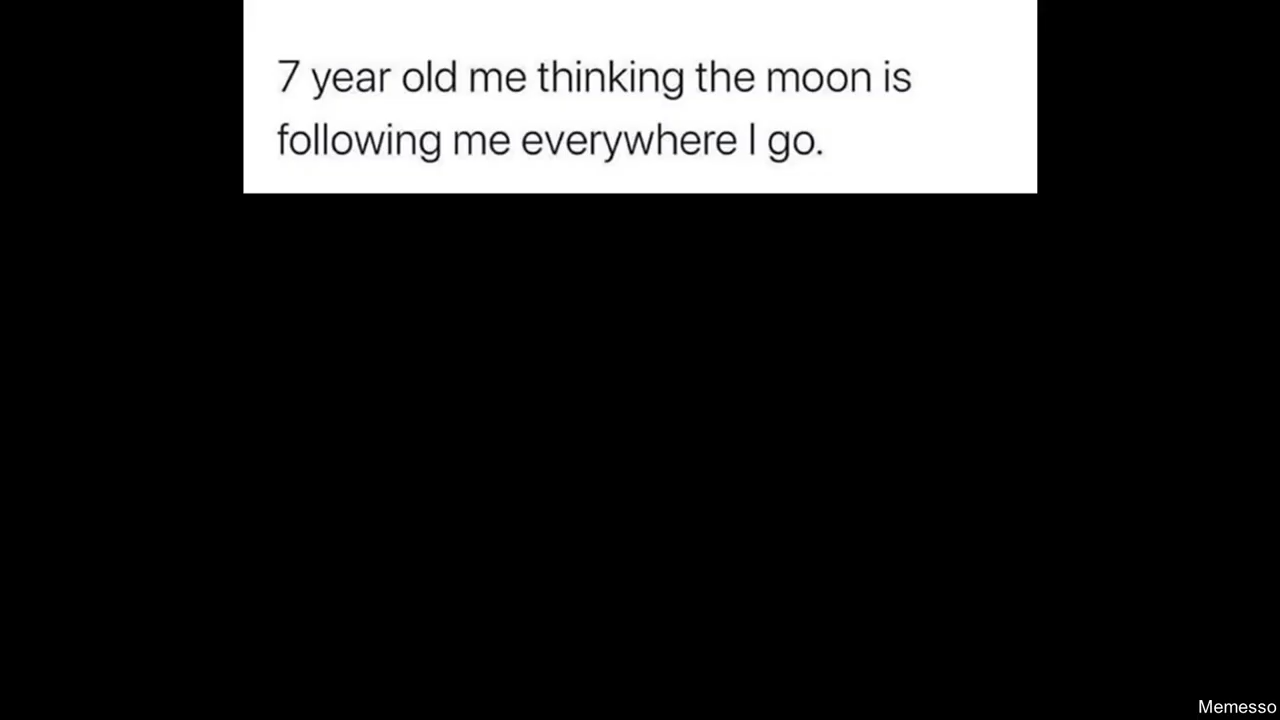 7 year old me thinking the moon is
following me everywhere I go.
Memesso